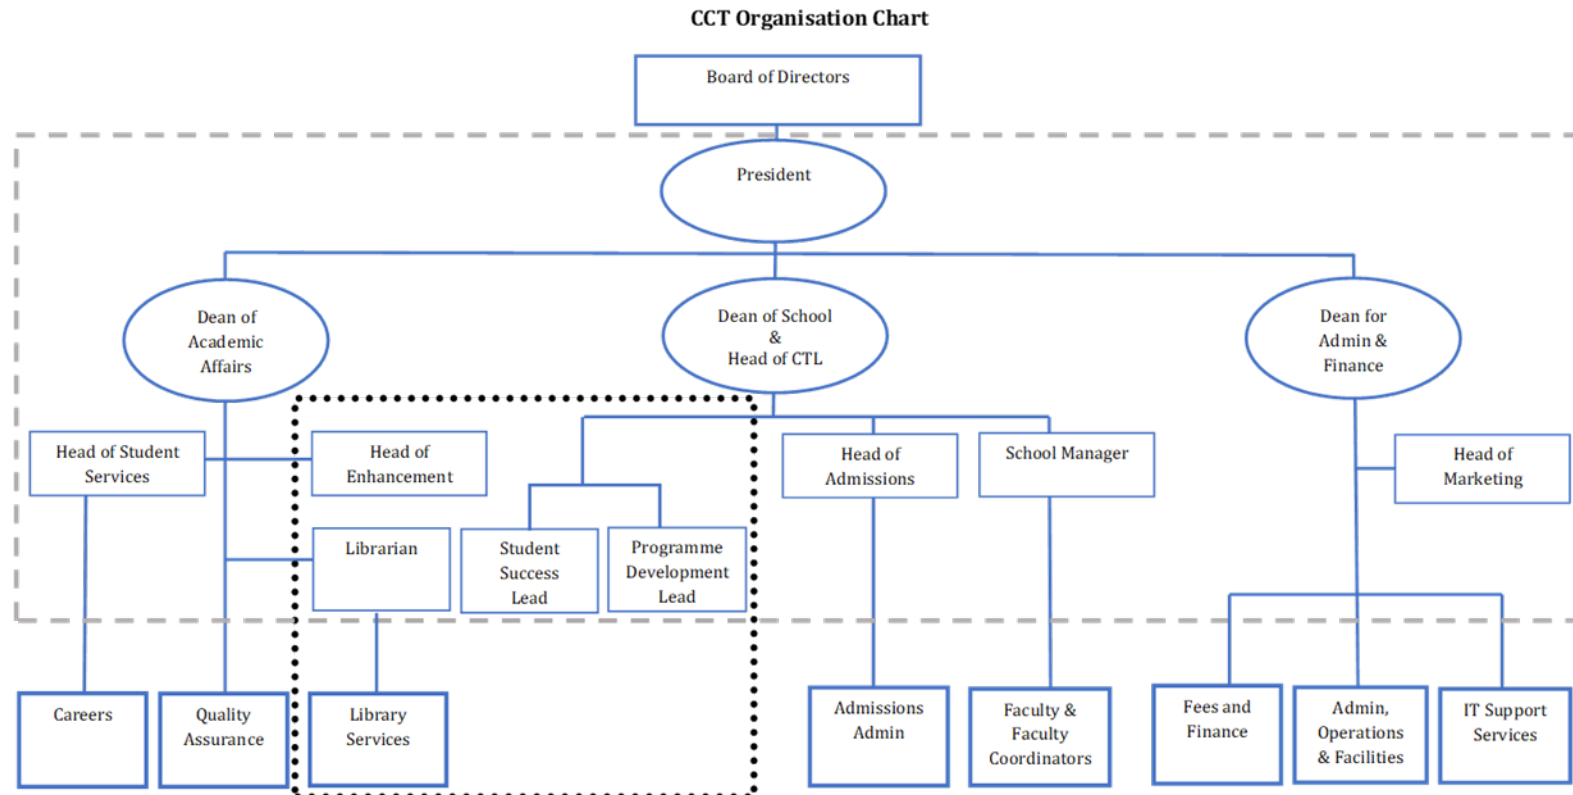 CCT Organisation Chart
Board of Directors
President
Dean of
Academic
Affairs
Dean of School
&
Head of CTL
Dean for
Admin &
Finance
Head of Student
Services
Head of
Enhancement
Head of
Admissions
School Manager
Head of
Marketing
Librarian
Student
Success
Lead
Programme
Development
Lead
Careers
Quality
Assurance
Library
Services
Admissions
Admin
Faculty &
Faculty
Coordinators
Fees and
Finance
Admin,
Operations
& Facilities
IT Support
Services